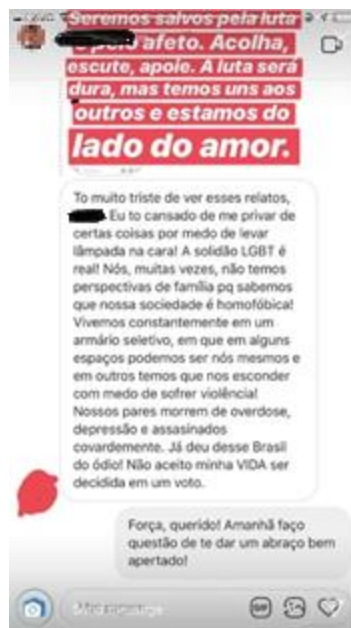 Seremos salvos pela luta
e pelo afeto. Acolha,
escute, apoie. A luta será
dura, mas temos uns aos
outros e estamos do
lado do amor.
To muito triste de ver esses relatos,
Eu to cansado de me privar de
certas coisas por medo de levar
lâmpada na cara! A solidão LGBT é
real! Nós, muitas vezes, não temos
perspectivas de família pq sabemos
que nossa sociedade é homofóbica!
Vivemos constantemente em um
armário seletivo, em que em alguns
espaços podemos ser nós mesmos e
em outros temos que nos esconder
com medo de sofrer violência!
Nossos pares morrem de overdose,
depressão e assasinados
covardemente. Já deu desse Brasil
do ódio! Não aceito minha VIDA ser
decidida em um voto.
Força, querido! Amanhã faço
questão de te dar um abraço bem
apertado!
GIF